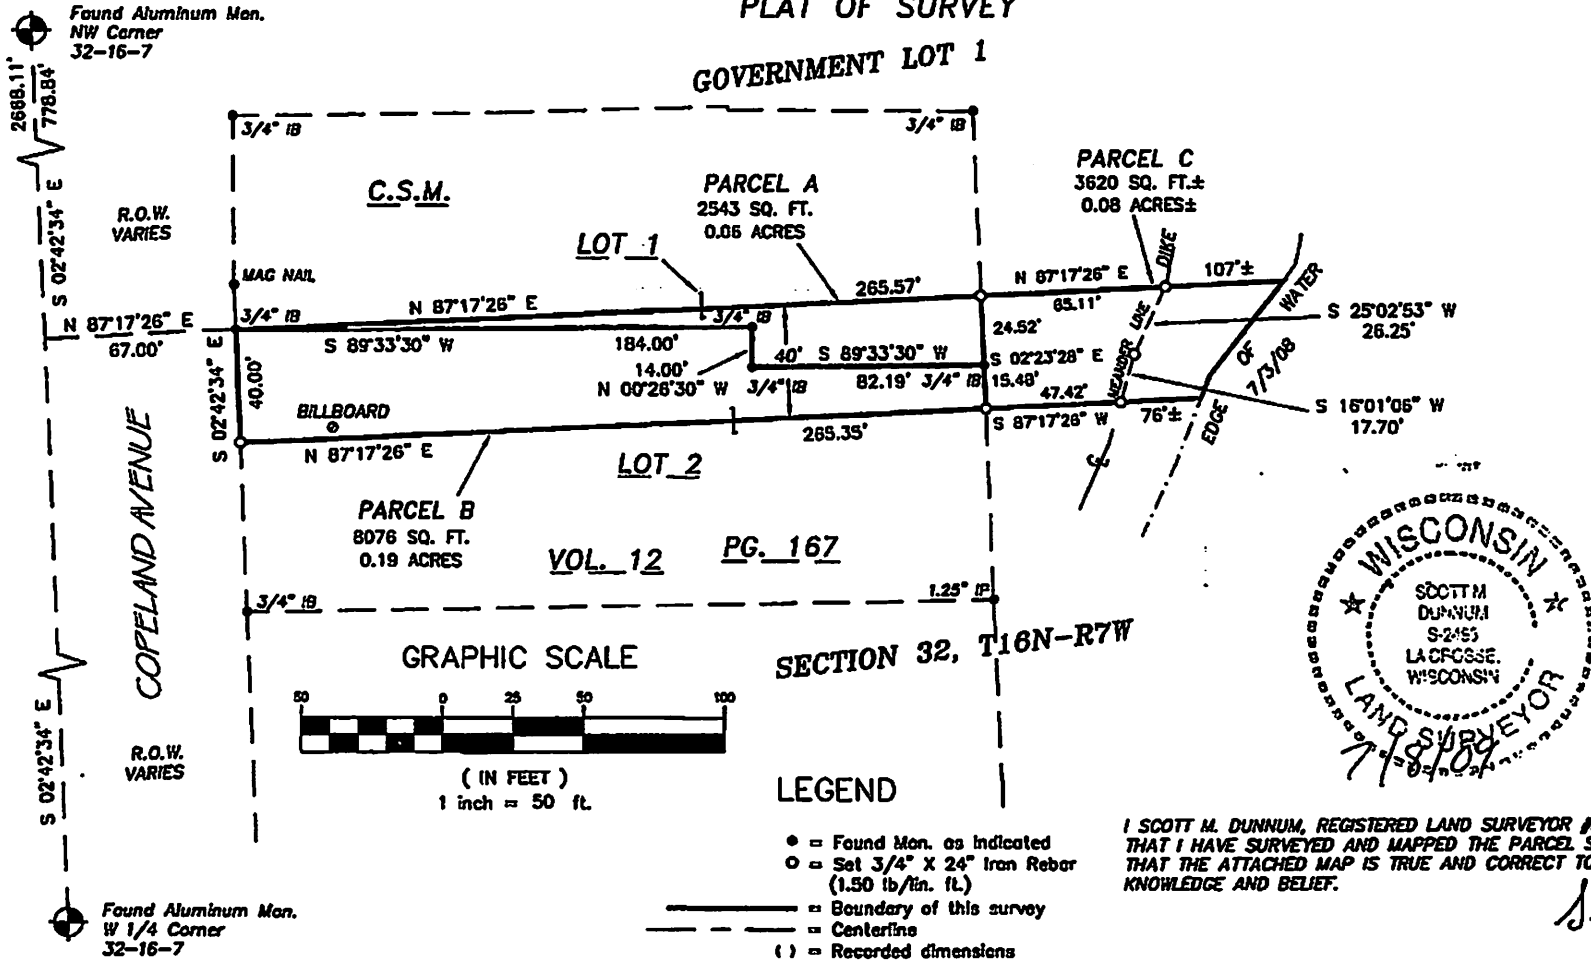 PLAT OF SURVEY
GOVERNMENT LOT 1
Found Aluminum Mon.
NW Corner
32-16-7
2688.11'
778.84'
S 02°42'34" E
R.O.W.
VARIES
3/4" IB
3/4" IB
C.S.M.
PARCEL A
2543 SQ. FT.
0.06 ACRES
PARCEL C
3620 SQ. FT.±
0.08 ACRES±
LOT 1
MAG NAIL
265.57'
N 87°17'26" E
65.11'
DIKE
107'±
N 87°17'26" E
67.00'
3/4" IB
N 87°17'26" E
S 89°33'30" W
184.00'
3/4" IB
14.00'
N 00°26'30" W
40'
S 89°33'30" W
82.19'
3/4" IB
3/4" IB
24.52'
S 02°23'28" E
15.48'
MEANDER LINE
EDGE OF WATER
7/3/08
S 25°02'53" W
26.25'
S 16°01'06" W
17.70'
47.42'
S 87°17'26" W
76'±
S 02°42'34" E
40.00'
BILLBOARD
N 87°17'26" E
265.35'
LOT 2
PARCEL B
8076 SQ. FT.
0.19 ACRES
VOL. 12 PG. 167
COPELAND AVENUE
3/4" IB
1.25" IP
SECTION 32, T16N-R7W
S 02°42'34" E
R.O.W.
VARIES
GRAPHIC SCALE
50 0 25 50 100
( IN FEET )
1 inch = 50 ft.
WISCONSIN
SCOTT M
DUNNUM
S-2465
LA CROSSE,
WISCONSIN
LAND SURVEYOR
7/8/09
LEGEND
= Found Mon. as indicated
= Set 3/4" X 24" Iron Rebar
(1.50 lb/lin. ft.)
= Boundary of this survey
= Centerline
( ) = Recorded dimensions
I SCOTT M. DUNNUM, REGISTERED LAND SURVEYOR
THAT I HAVE SURVEYED AND MAPPED THE PARCEL
THAT THE ATTACHED MAP IS TRUE AND CORRECT TO
KNOWLEDGE AND BELIEF.
Found Aluminum Mon.
W 1/4 Corner
32-16-7